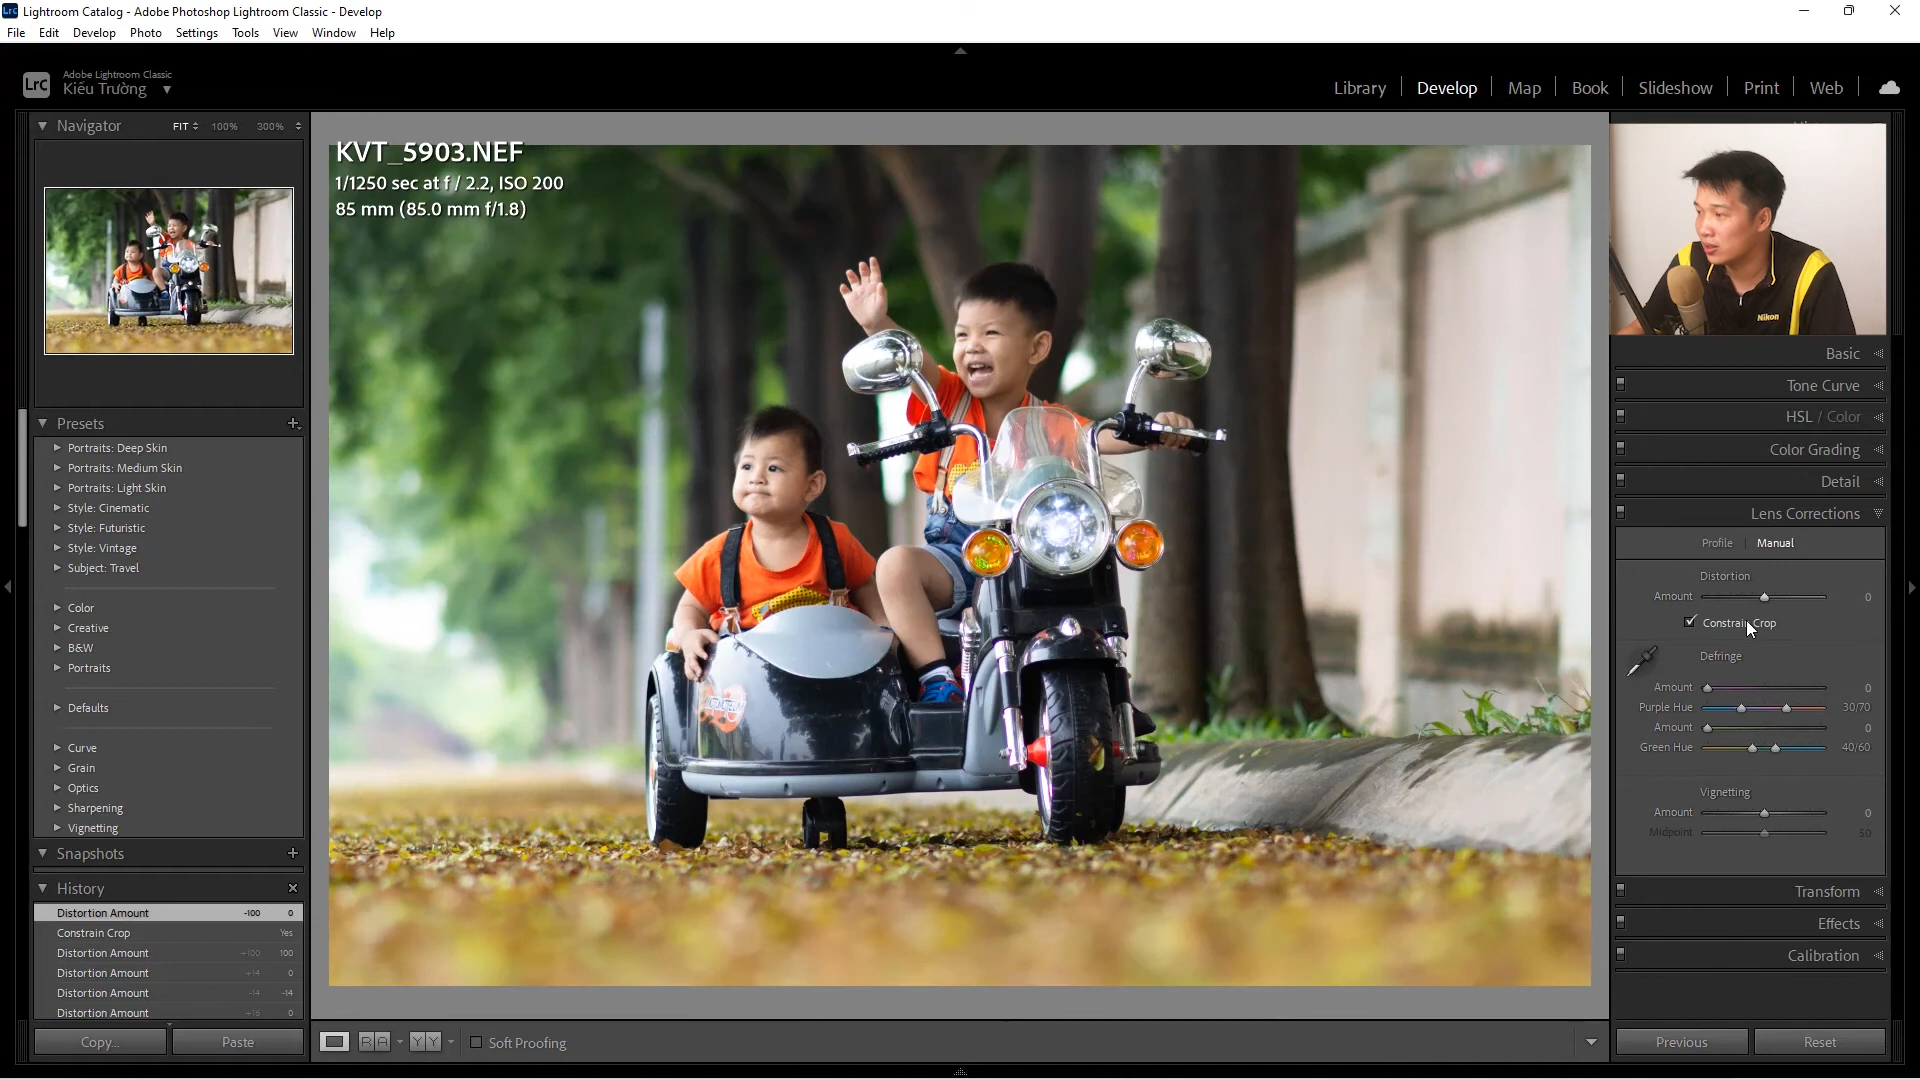 Lightroom Catalog - Adobe Photoshop Lightroom Classic - Develop
File Edit Develop Photo Settings Tools View Window Help
Adobe Lightroom Classic
Kiều Trường
Library Develop Map Book Slideshow Print Web
Navigator FIT 100% 300%
KVT_5903.NEF
1/1250 sec at f / 2.2, ISO 200
85 mm (85.0 mm f/1.8)
Nikon
Presets
Portraits: Deep Skin
Portraits: Medium Skin
Portraits: Light Skin
Style: Cinematic
Style: Futuristic
Style: Vintage
Subject: Travel
Color
Creative
B&W
Portraits
Defaults
Curve
Grain
Optics
Sharpening
Vignetting
Snapshots
History
Distortion Amount -100 0
Constrain Crop Yes
Distortion Amount +100 100
Distortion Amount +14 0
Distortion Amount -14 -14
Distortion Amount +16 0
Copy... Paste
Soft Proofing
Basic
Tone Curve
HSL / Color
Color Grading
Detail
Lens Corrections
Profile Manual
Distortion
Amount 0
Constrain Crop
Defringe
Amount 0
Purple Hue 30/70
Amount 0
Green Hue 40/60
Vignetting
Amount 0
Midpoint 50
Transform
Effects
Calibration
Previous Reset